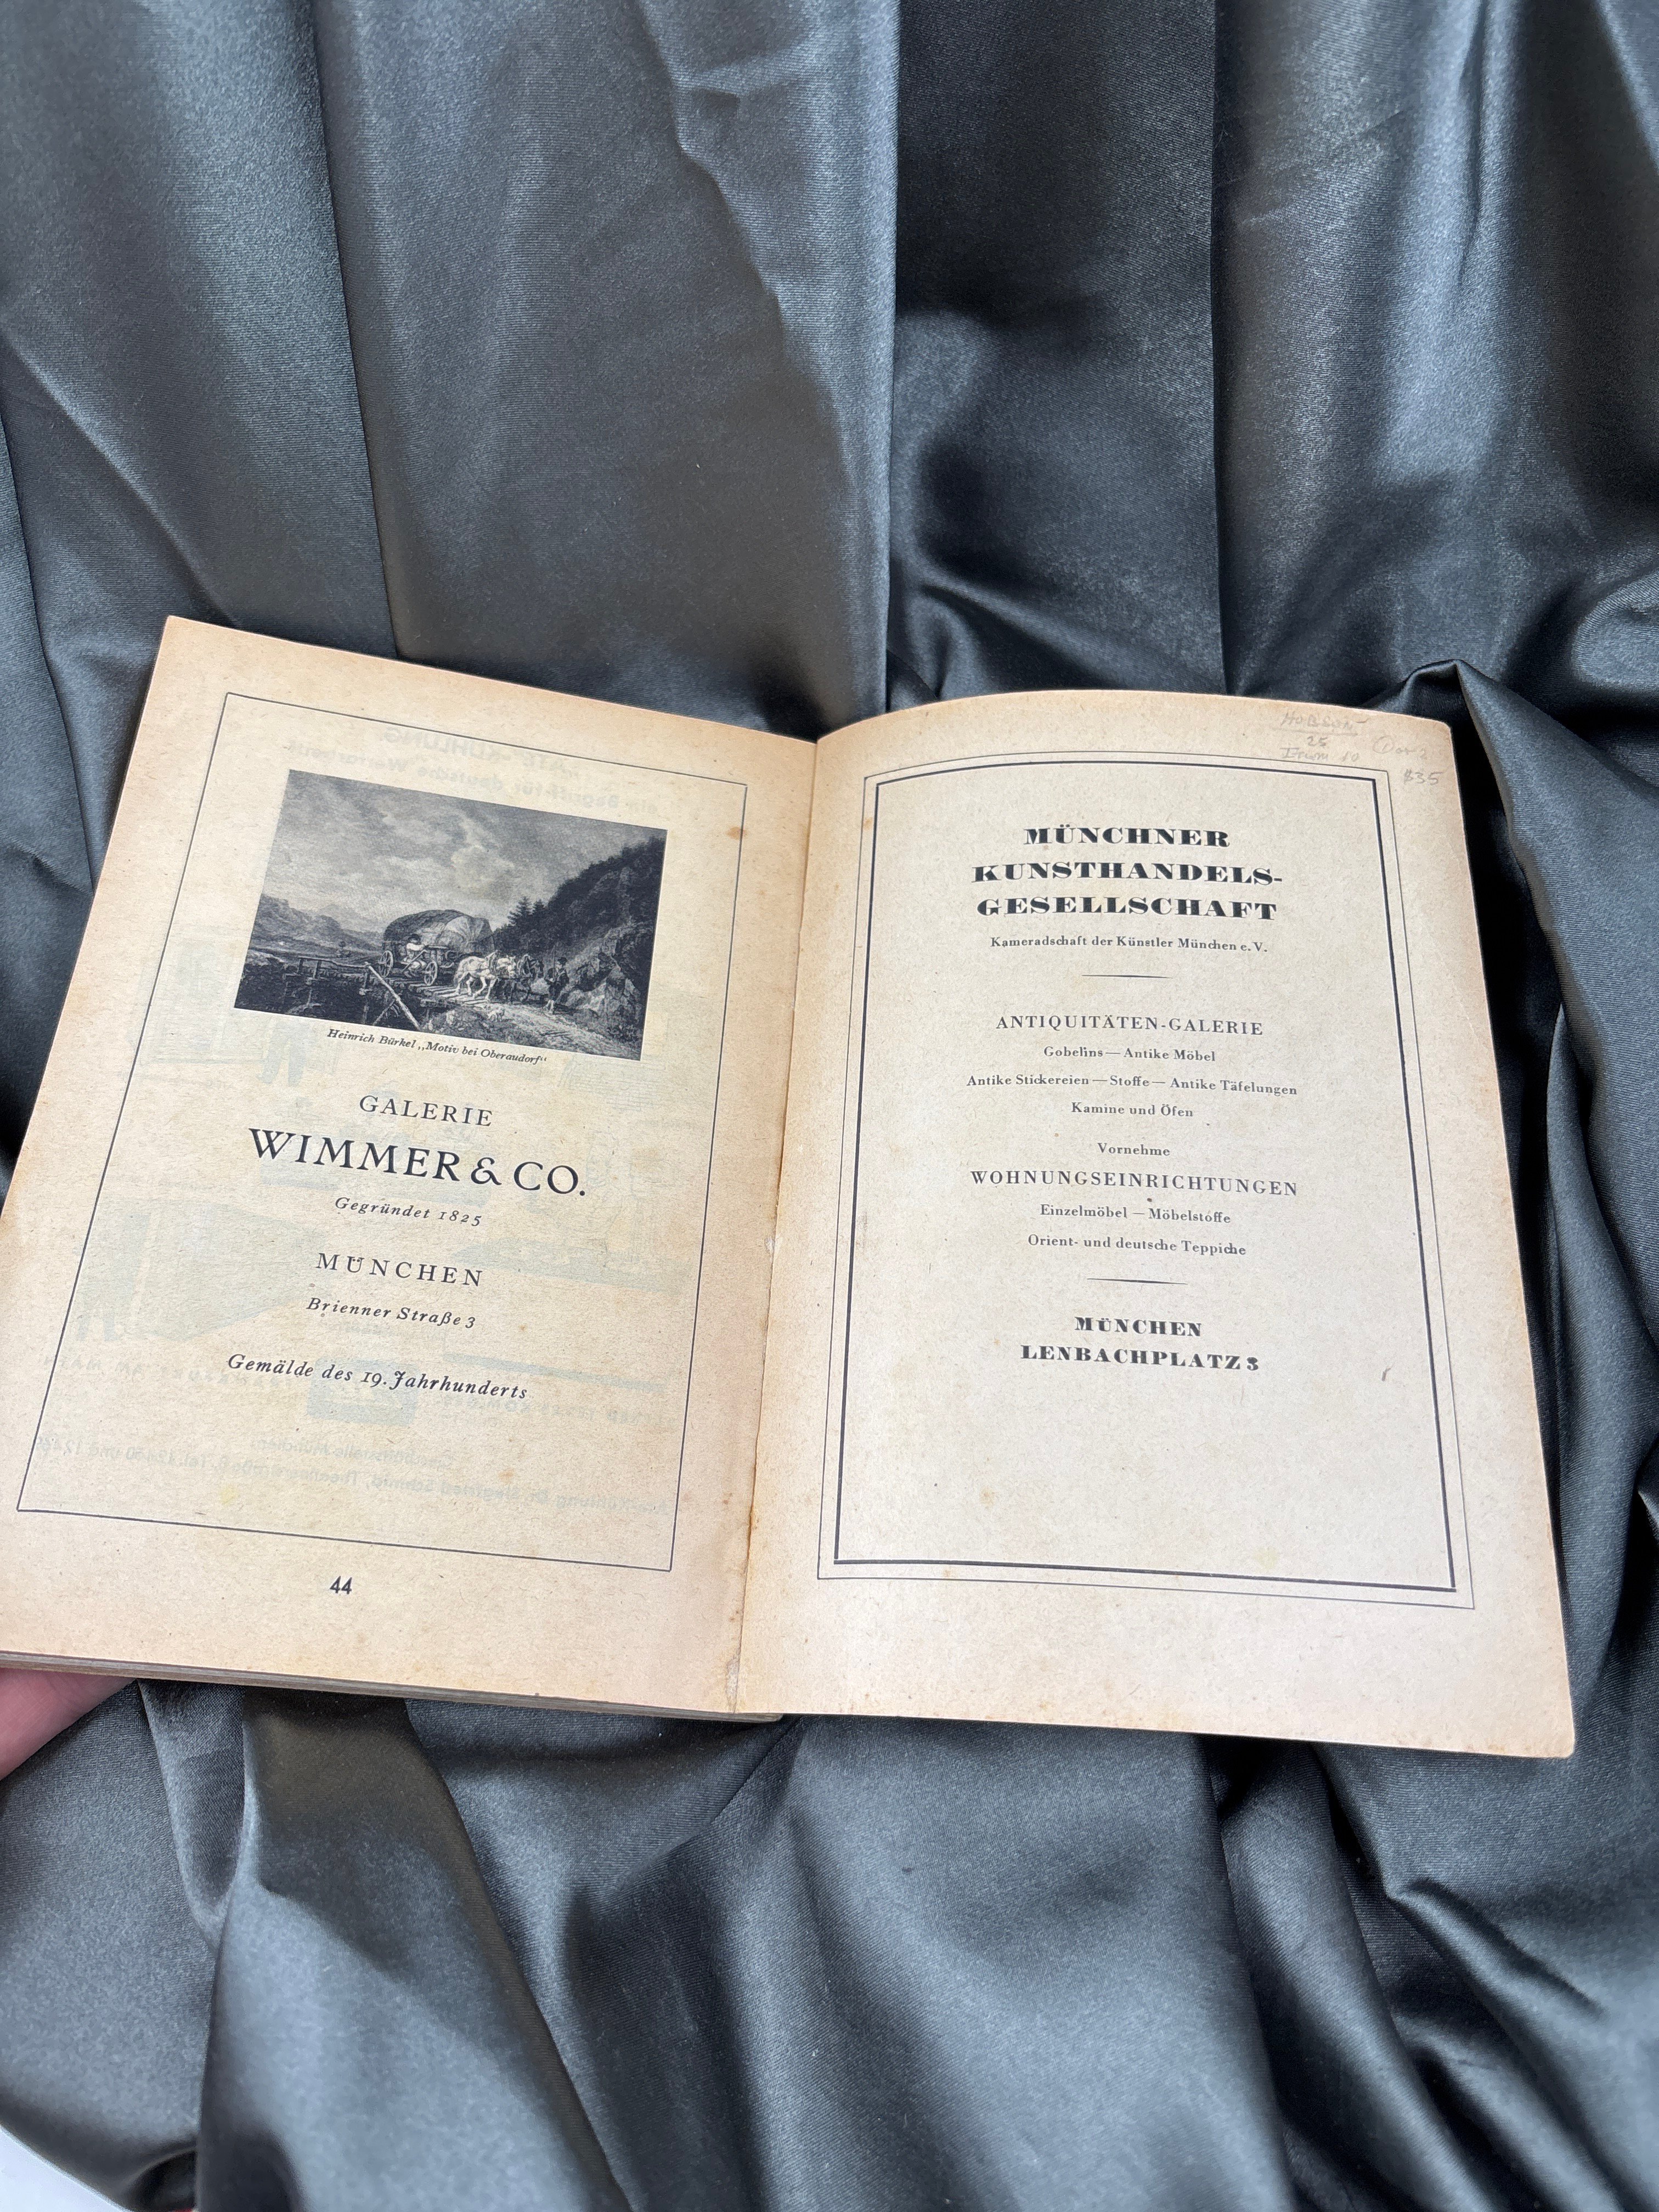 Heinrich Bürkel „Motiv bei Oberaudorf“
GALERIE
WIMMER & CO.
Gegründet 1825
MÜNCHEN
Brienner Straße 3
Gemälde des 19. Jahrhunderts
44
25
$35
MÜNCHNER
KUNSTHANDELS-
GESELLSCHAFT
Kameradschaft der Künstler München e.V.
ANTIQUITÄTEN-GALERIE
Gobelins — Antike Möbel
Antike Stickereien — Stoffe — Antike Täfelungen
Kamine und Öfen
Vornehme
WOHNUNGSEINRICHTUNGEN
Einzelmöbel — Möbelstoffe
Orient- und deutsche Teppiche
MÜNCHEN
LENBACHPLATZ 3